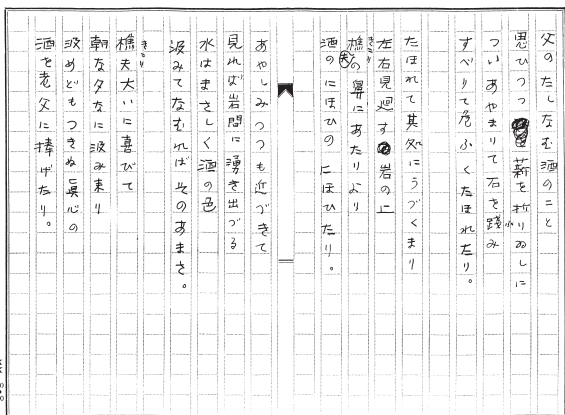 父のたしなむ酒のこと
思ひつつ薪を折りゐしに
ついあやまりて石を踐み
すべりて危ふくたほれたり。
たほれて其処にうづくまり
左右見廻す岩の上
樵夫の鼻にあたりより
酒のにほひのにほひたり。
あやしみつつも近づきて
見れば岩間に湧き出づる
水はまさしく酒の色
汲みてなむればそのあまさ。
樵夫大いに喜びて
朝な夕なに汲み来り
汲めどもつきぬ真心の
酒を老父に捧げたり。